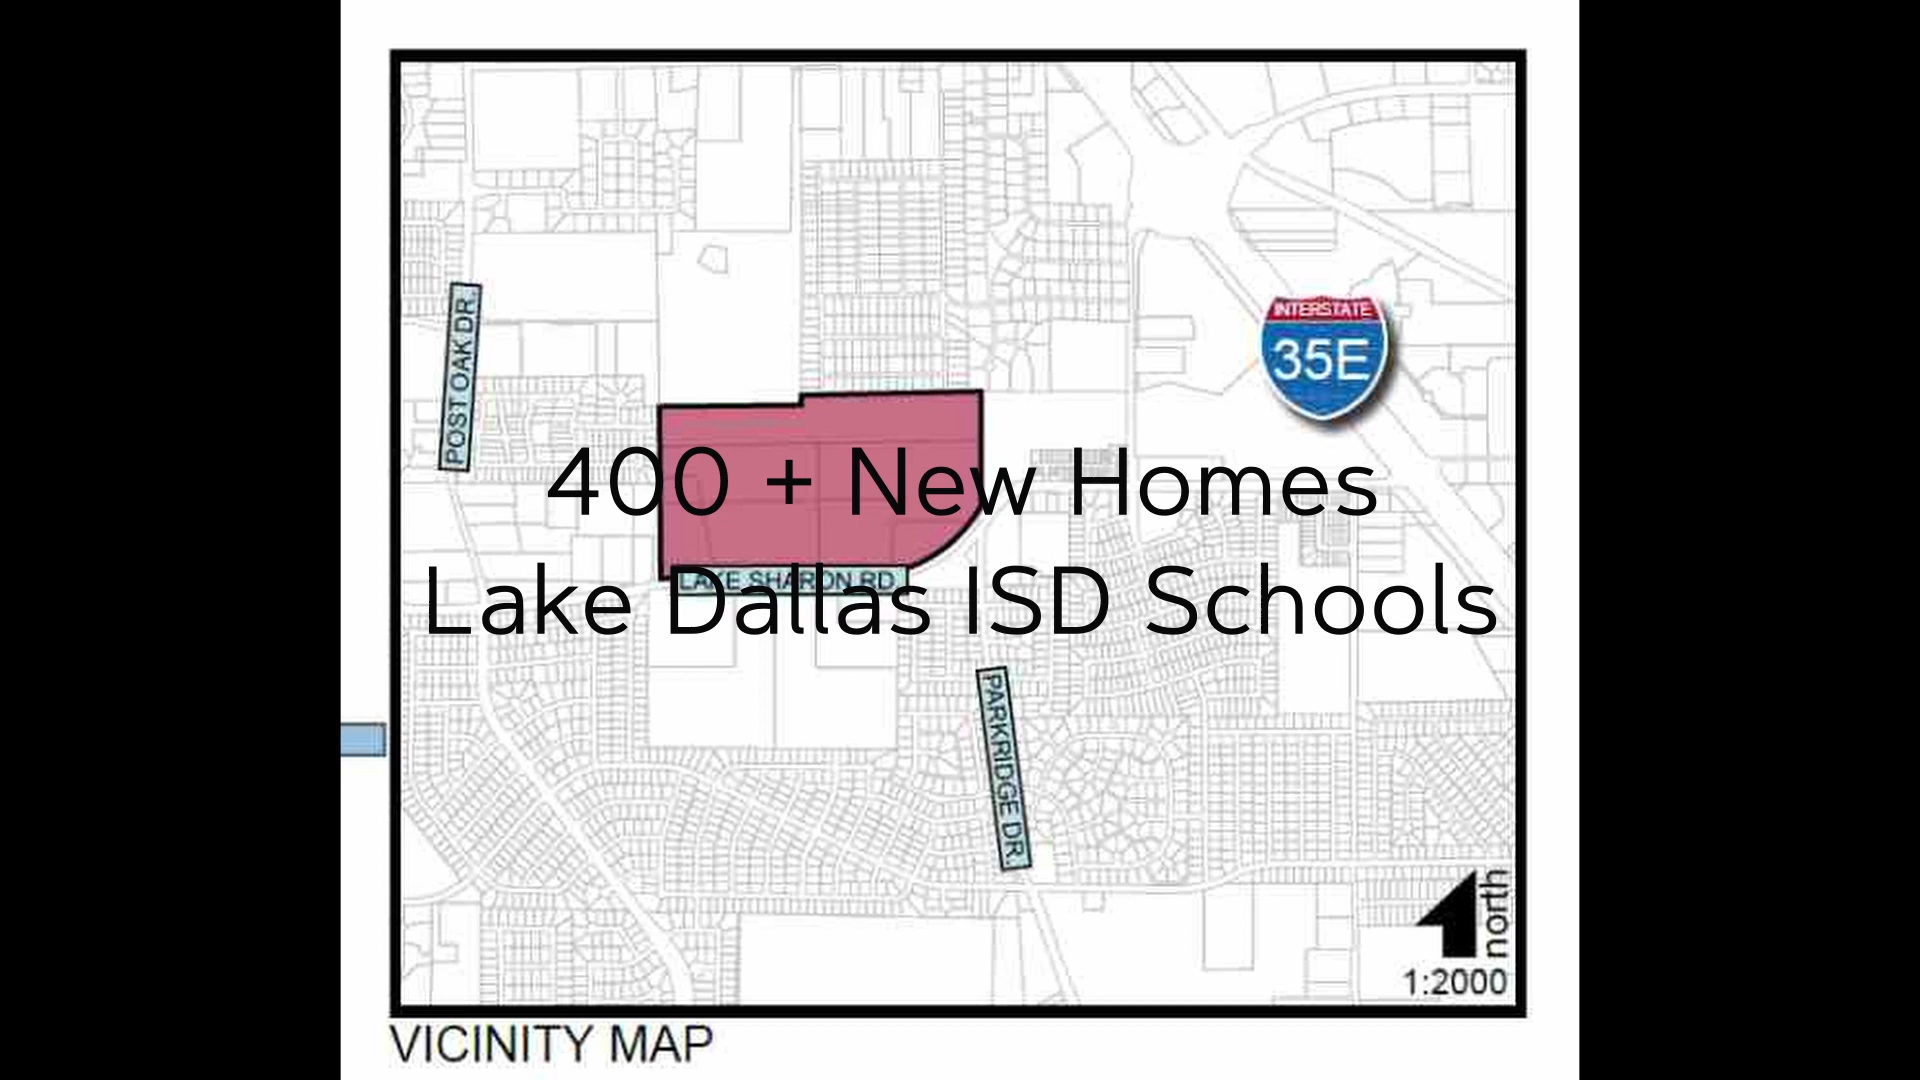 INTERSTATE
35E
POST OAK DR.
400 + New Homes
LAKE SHARON RD.
Lake Dallas ISD Schools
PARKRIDGE DR.
north
1:2000
VICINITY MAP